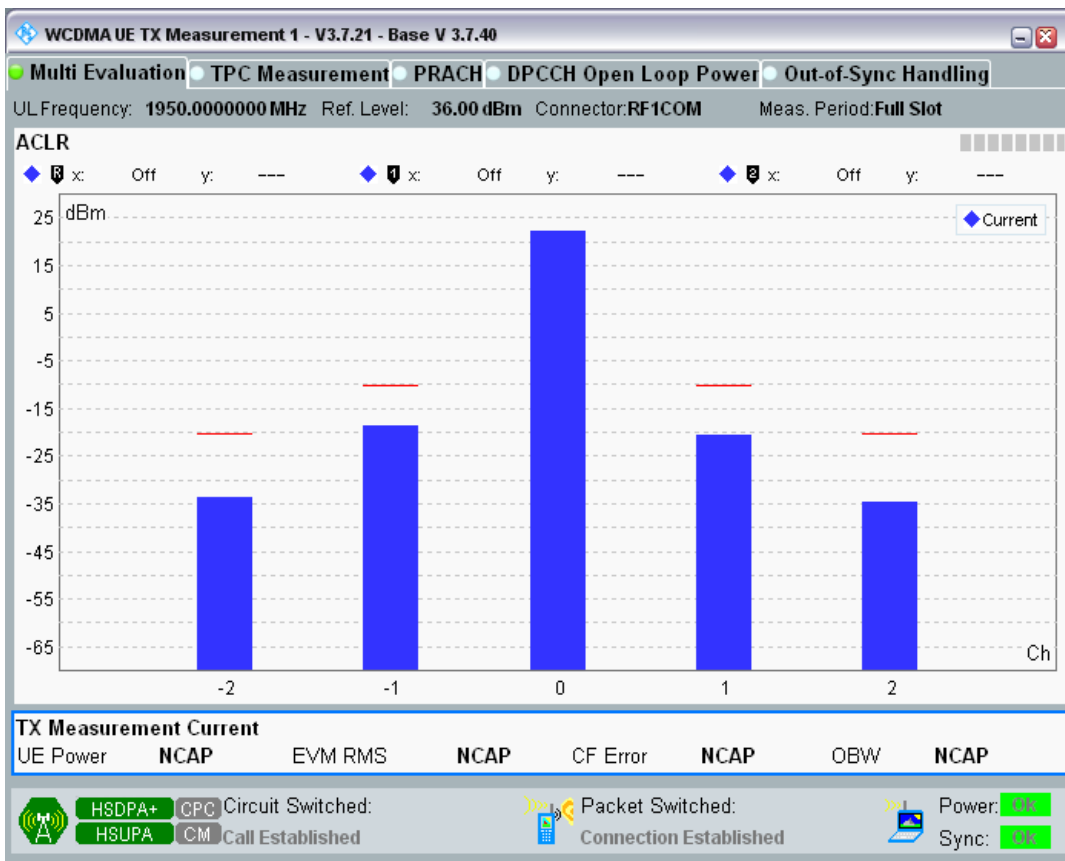 WCDMA UE TX Measurement 1 - V3.7.21 - Base V 3.7.40
Multi Evaluation TPC Measurement PRACH DPCCH Open Loop Power Out-of-Sync Handling
UL Frequency: 1950.0000000 MHz Ref. Level: 36.00 dBm Connector:RF1COM Meas. Period:Full Slot
ACLR
R x: Off y: --- 1 x: Off y: --- 2 x: Off y: ---
dBm
Current
25
15
5
-5
-15
-25
-35
-45
-55
-65
Ch
-2 -1 0 1 2
TX Measurement Current
UE Power NCAP EVM RMS NCAP CF Error NCAP OBW NCAP
HSDPA+ CPC Circuit Switched: Packet Switched: Power: Ok
HSUPA CM Call Established Connection Established Sync: Ok